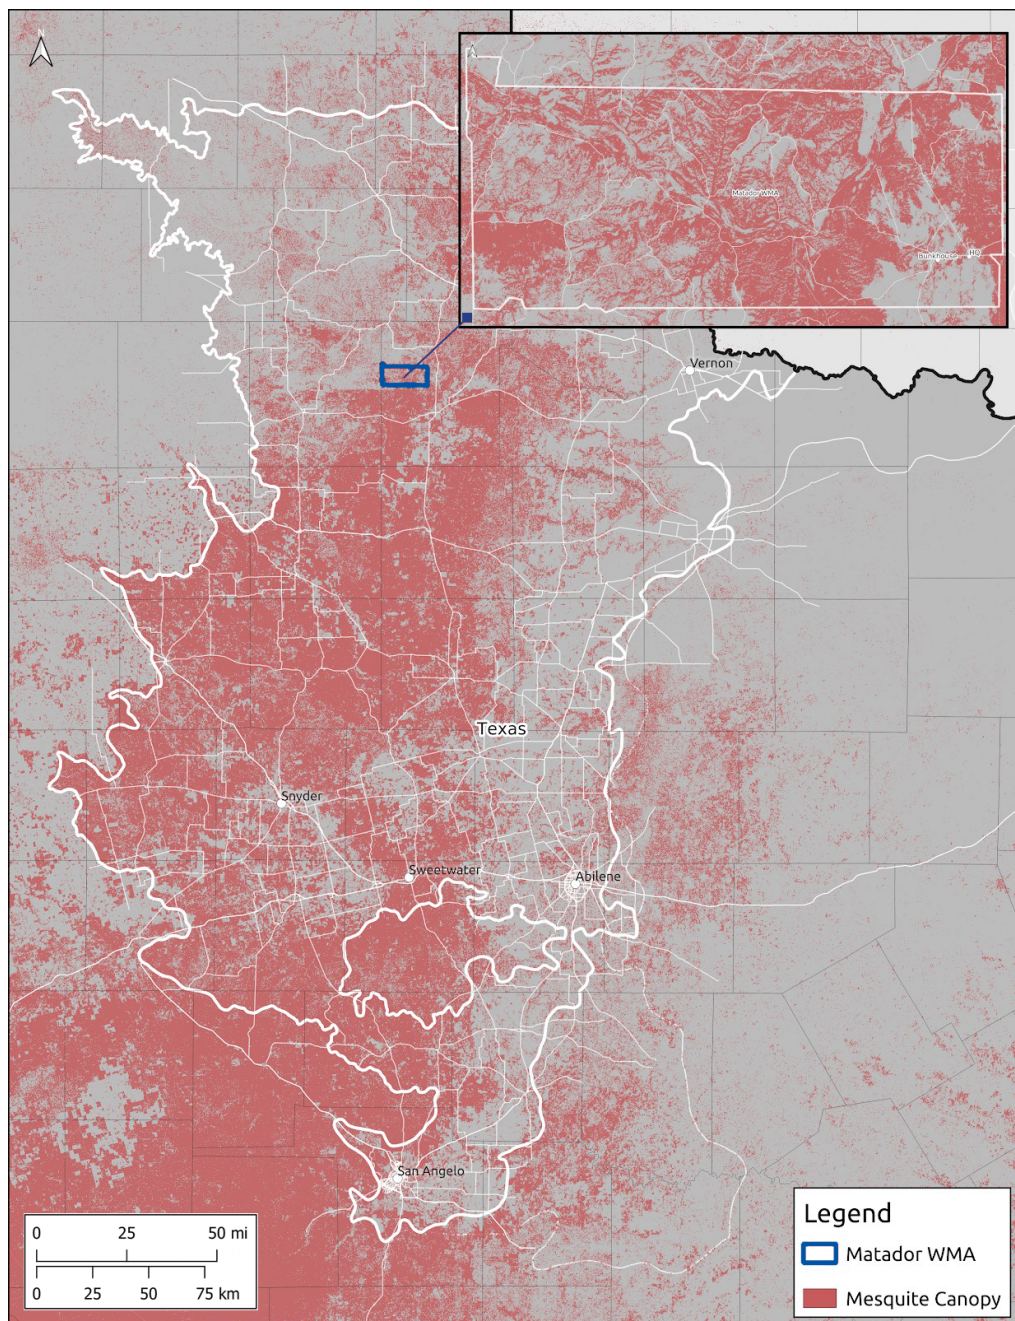 N
Matador WMA
Bunkhouse
HQ
Vernon
Texas
Snyder
Sweetwater
Abilene
San Angelo
0 25 50 mi
0 25 50 75 km
Legend
Matador WMA
Mesquite Canopy